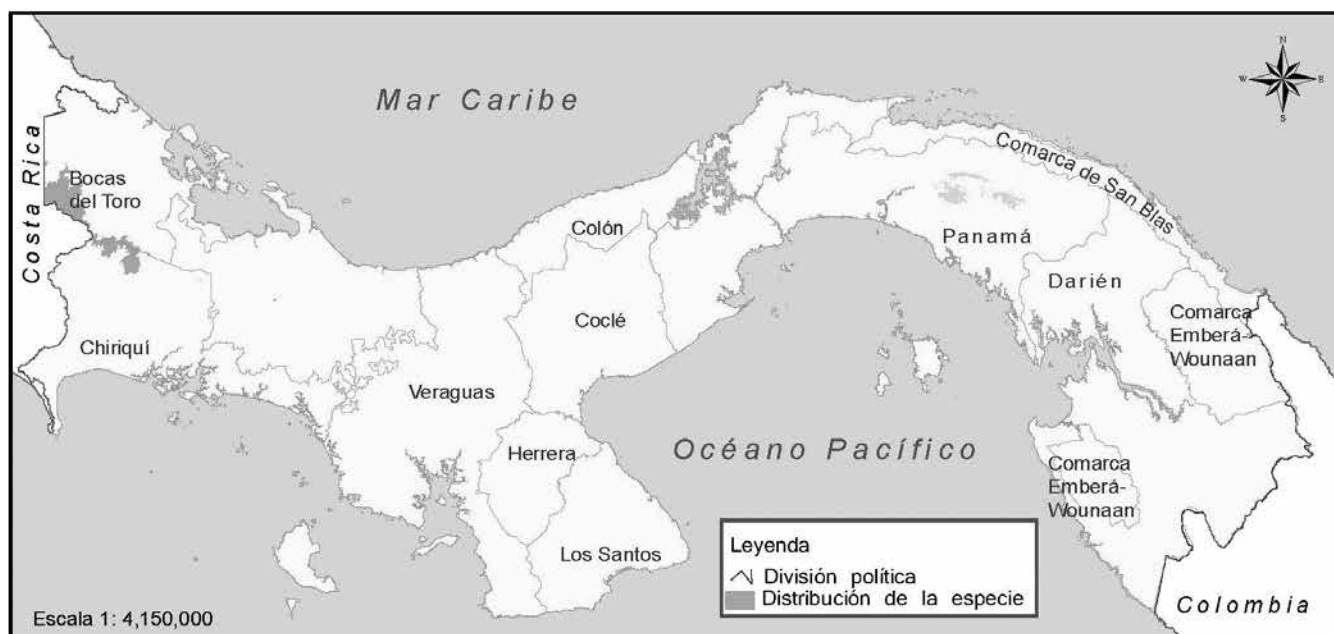 N
W
E
S
Mar Caribe
Costa Rica
Bocas
del Toro
Comarca de San Blas
Colón
Panamá
Darién
Chiriquí
Coclé
Comarca
Emberá-
Wounaan
Veraguas
Océano Pacífico
Herrera
Comarca
Emberá-
Wounaan
Los Santos
Leyenda
División política
Distribución de la especie
Escala 1: 4,150,000
Colombia